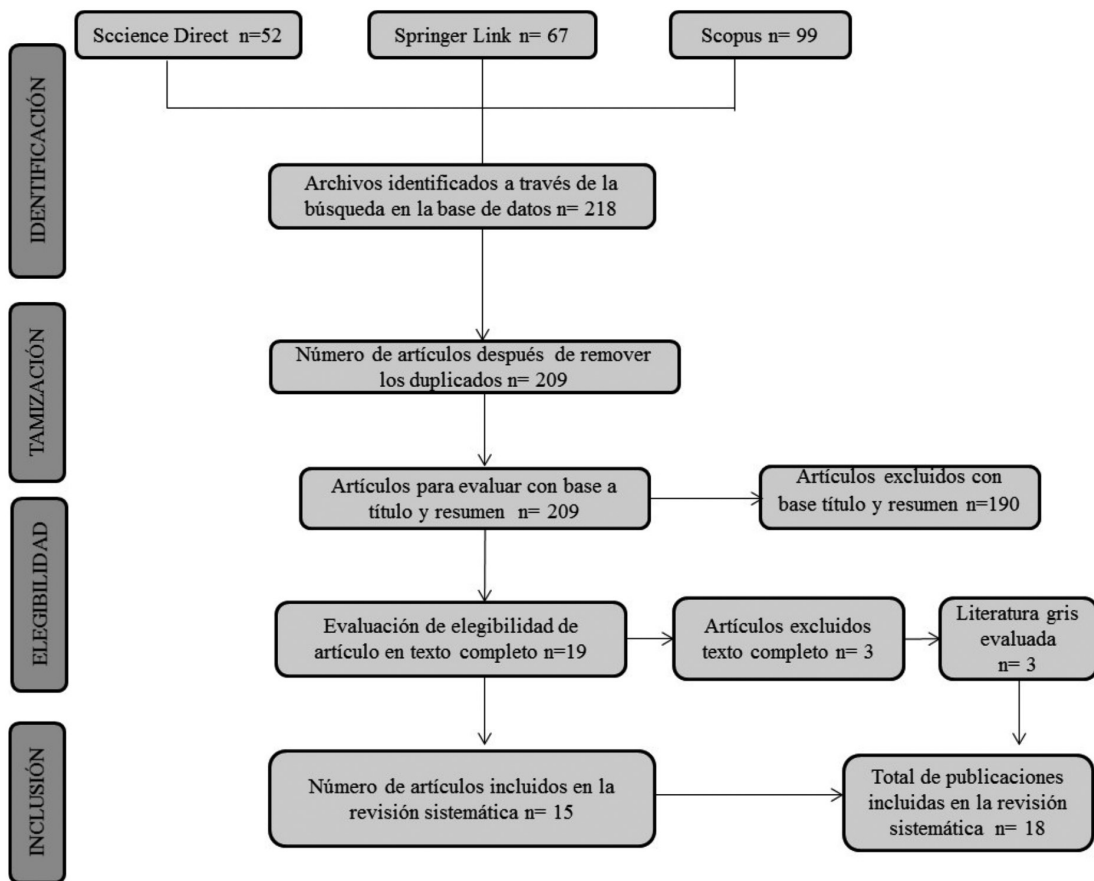 Sccience Direct n=52
Springer Link n= 67
Scopus n= 99
IDENTIFICACIÓN
Archivos identificados a través de la
búsqueda en la base de datos n= 218
TAMIZACIÓN
Número de artículos después de remover
los duplicados n= 209
Artículos para evaluar con base a
título y resumen n= 209
Artículos excluidos con
base título y resumen n=190
ELEGIBILIDAD
Evaluación de elegibilidad de
artículo en texto completo n=19
Artículos excluidos
texto completo n= 3
Literatura gris
evaluada
n= 3
INCLUSIÓN
Número de artículos incluidos en la
revisión sistemática n= 15
Total de publicaciones
incluidas en la revisión
sistemática n= 18